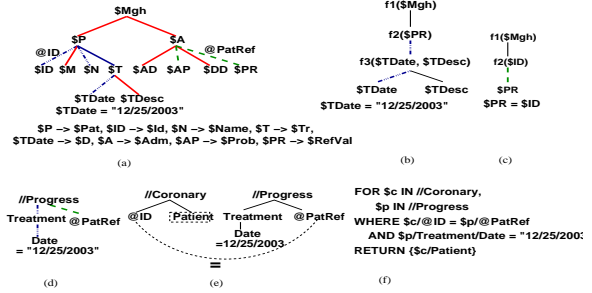 $Mgh
$P $A
@ID @PatRef
$ID $M $N $T $AD $AP $DD $PR
$TDate $TDesc
$TDate = "12/25/2003"
$P -> $Pat, $ID -> $Id, $N -> $Name, $T -> $Tr,
$TDate -> $D, $A -> $Adm, $AP -> $Prob, $PR -> $RefVal
(a)
f1($Mgh)
f2($PR)
f3($TDate, $TDesc)
$TDate $TDesc
$TDate = "12/25/2003"
(b)
f1($Mgh)
f2($ID)
$PR
$PR = $ID
(c)
//Progress
Treatment @PatRef
Date
= "12/25/2003"
(d)
//Coronary //Progress
@ID Patient Treatment @PatRef
Date
=12/25/2003
=
(e)
FOR $c IN //Coronary,
$p IN //Progress
WHERE $c/@ID = $p/@PatRef
AND $p/Treatment/Date = "12/25/2003
RETURN {$c/Patient}
(f)